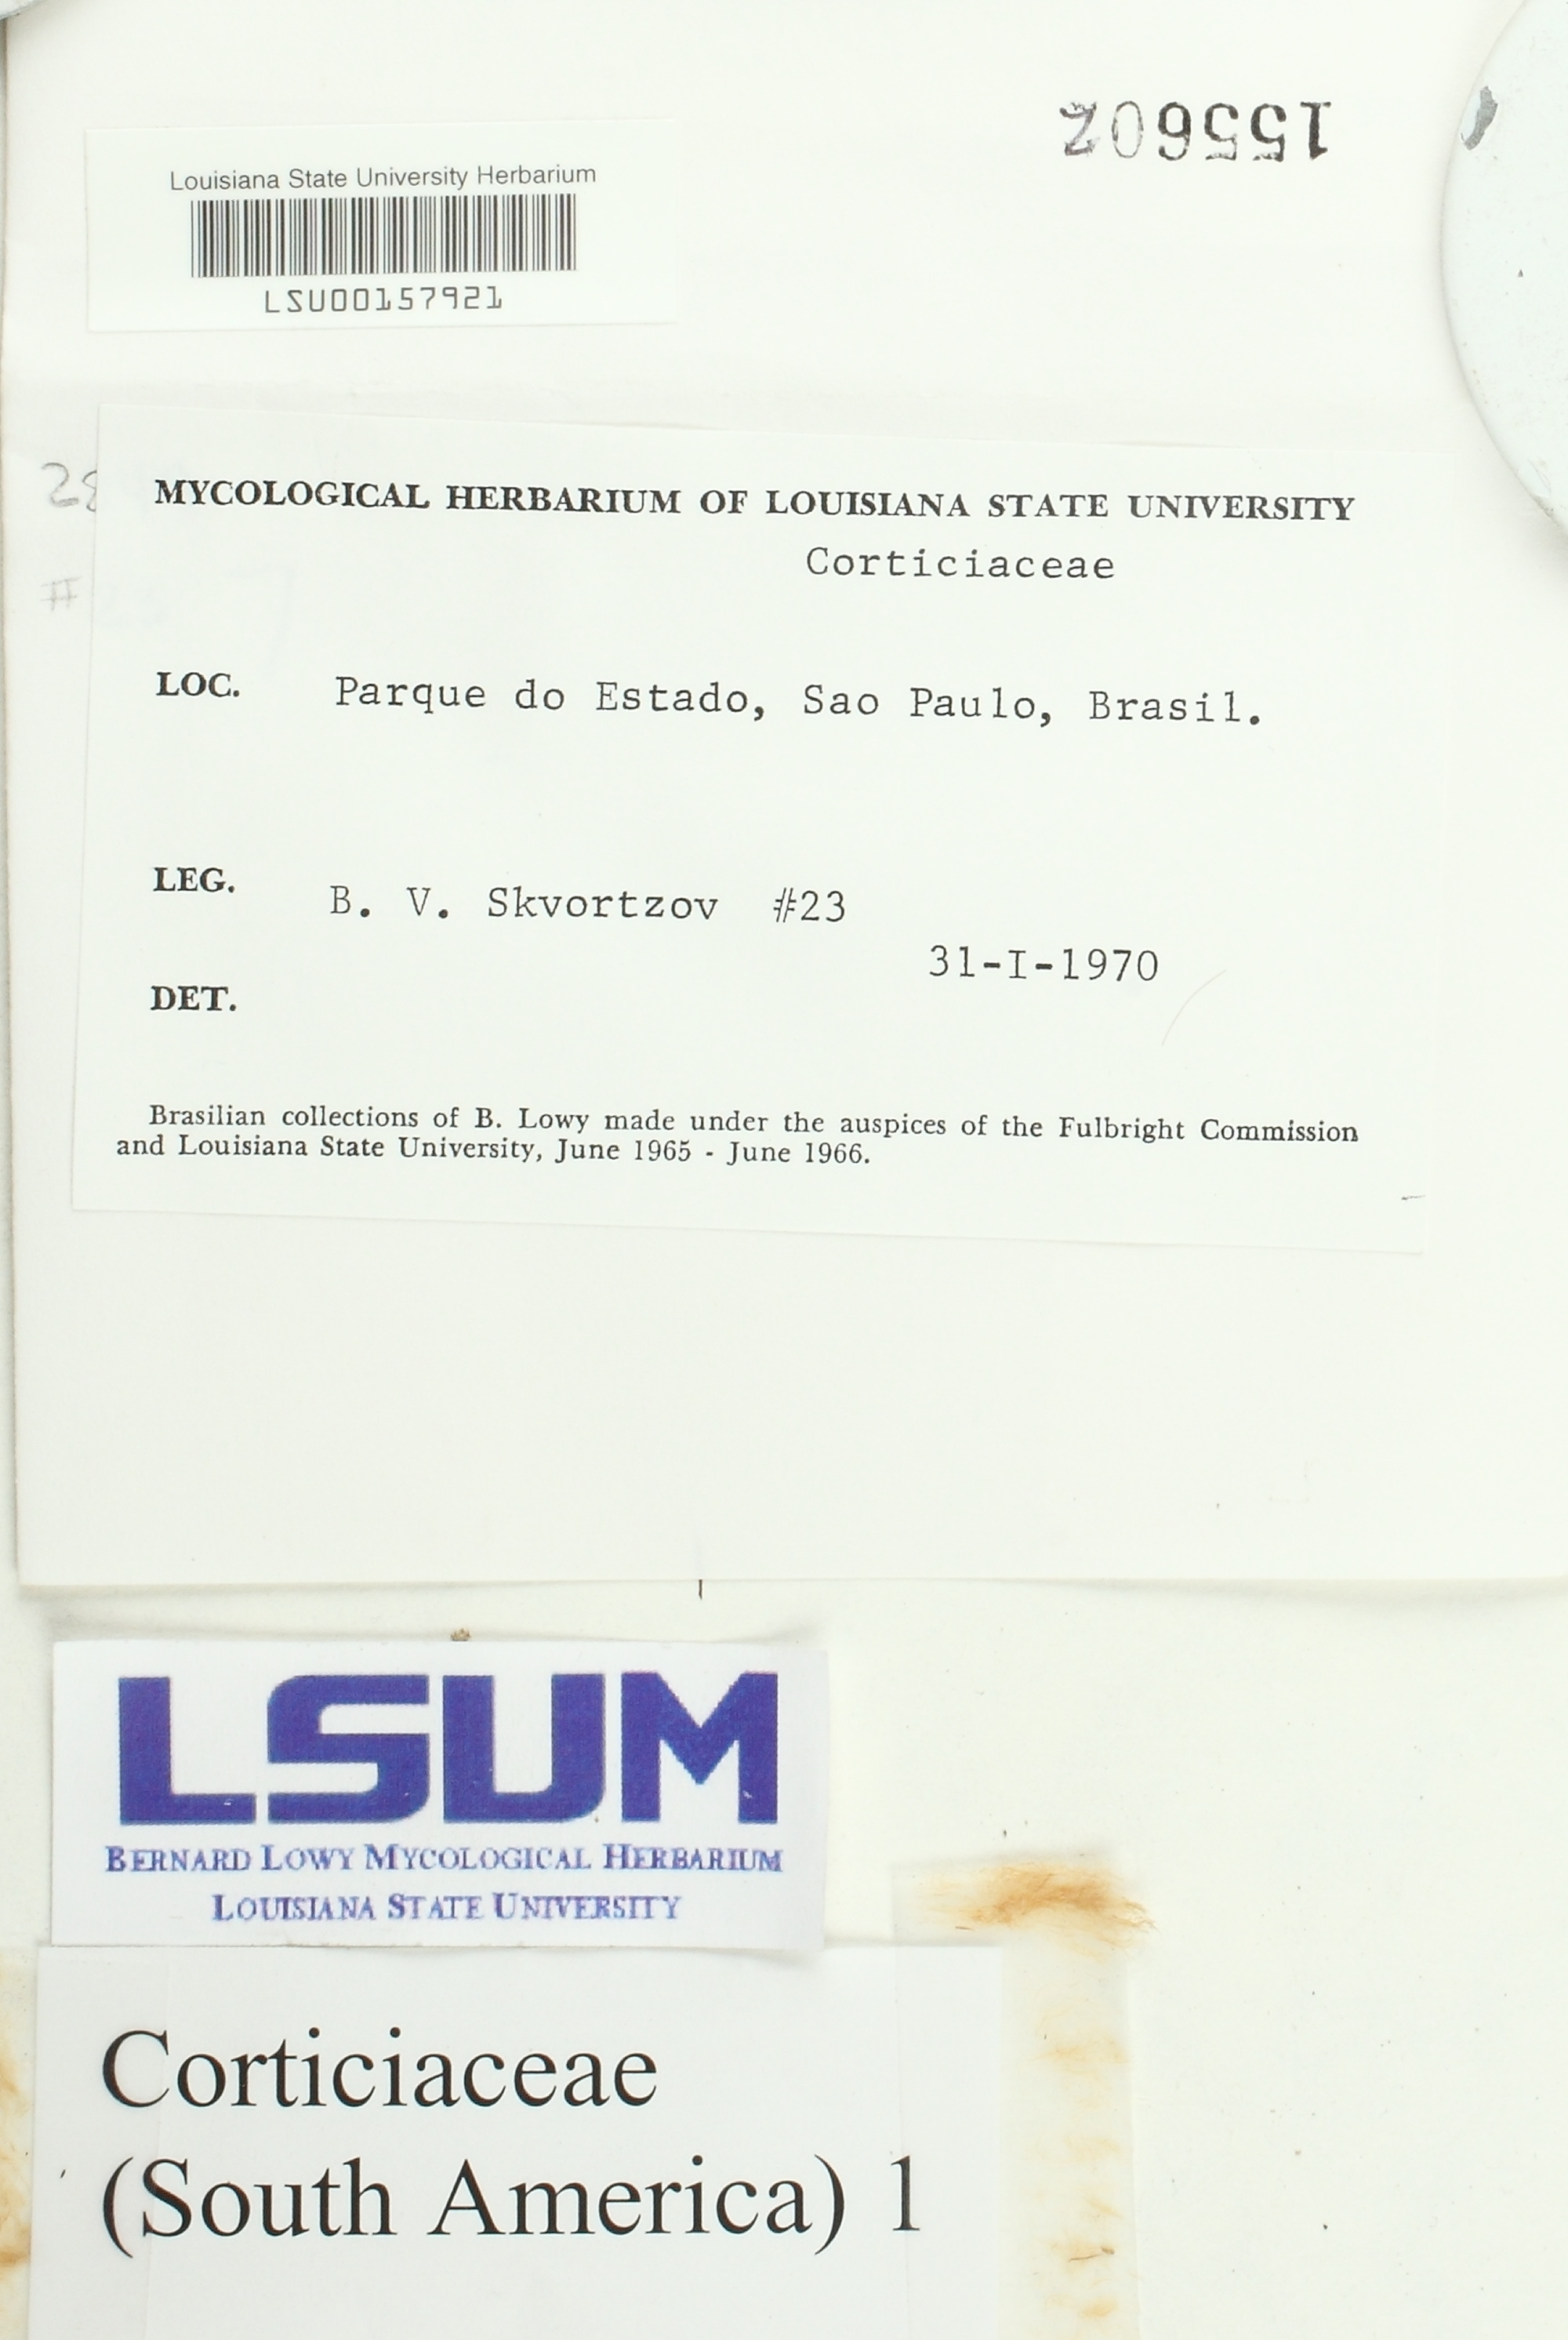 155602
Louisiana State University Herbarium
LSU00157921
MYCOLOGICAL HERBARIUM OF LOUISIANA STATE UNIVERSITY
Corticiaceae
#
LOC. Parque do Estado, Sao Paulo, Brasil.
LEG. B. V. Skvortzov #23
31-I-1970
DET.
Brasilian collections of B. Lowy made under the auspices of the Fulbright Commission
and Louisiana State University, June 1965 - June 1966.
LSUM
BERNARD LOWY MYCOLOGICAL HERBARIUM
LOUISIANA STATE UNIVERSITY
Corticiaceae
(South America) 1